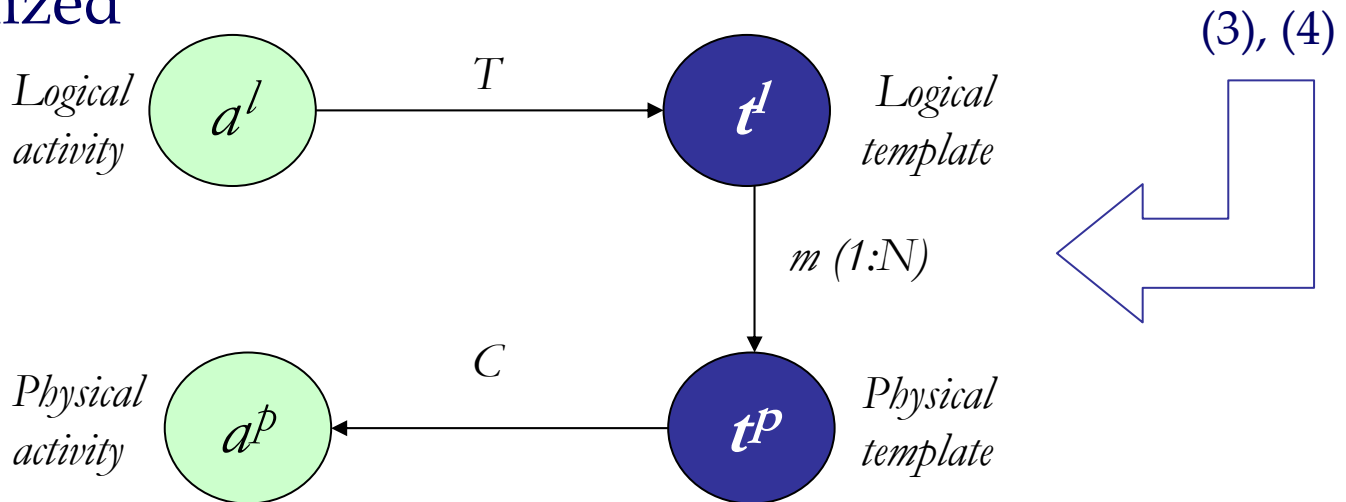 (3), (4)
Logical
activity
a^l
T
t^l
Logical
template
m (1:N)
Physical
activity
a^p
C
t^p
Physical
template